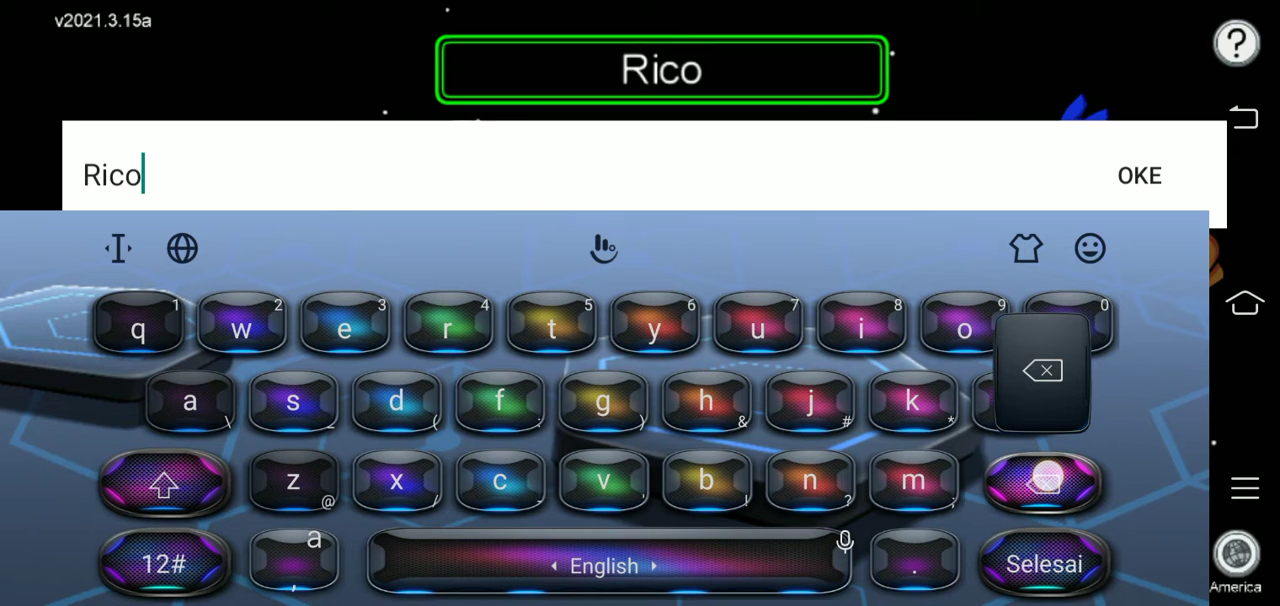 v2021.3.15a
Rico
?
Rico
OKE
q 1 w 2 e 3 r 4 t 5 y 6 u 7 i 8 o 9 0
a \ s _ d ( f : g ) h & j # k *
z @ x / c - v ' b ! n ? m ;
12# a , English . Selesai
America